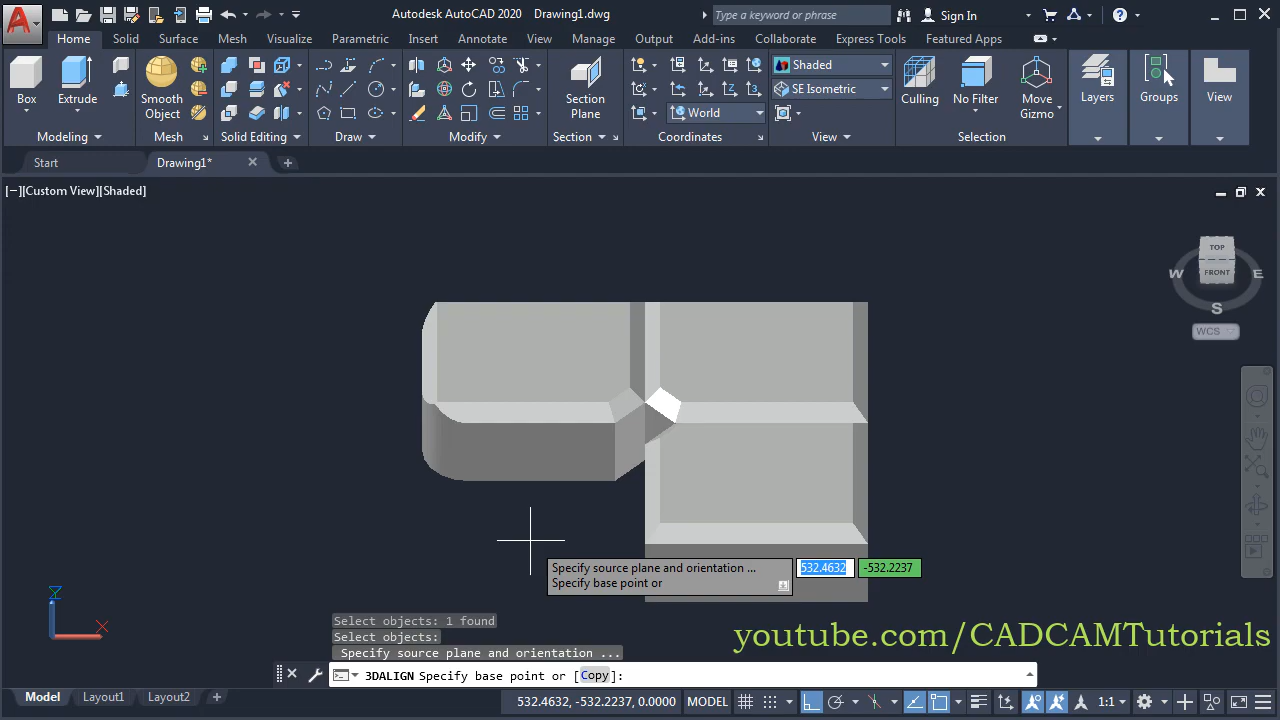 Autodesk AutoCAD 2020 Drawing1.dwg
Type a keyword or phrase
Sign In
Home Solid Surface Mesh Visualize Parametric Insert Annotate View Manage Output Add-ins Collaborate Express Tools Featured Apps
Box
Extrude
Smooth
Object
Section
Plane
World
Shaded
SE Isometric
Culling
No Filter
Move
Gizmo
Layers
Groups
View
Modeling Mesh Solid Editing Draw Modify Section Coordinates View Selection
Start Drawing1*
[−][Custom View][Shaded]
TOP
FRONT
W
E
S
WCS
Specify source plane and orientation ...
Specify base point or
532.4632
-532.2237
Y
X
Select objects: 1 found
Select objects:
Specify source plane and orientation ...
youtube.com/CADCAMTutorials
3DALIGN Specify base point or [Copy]:
Model Layout1 Layout2
532.4632, -532.2237, 0.0000 MODEL
1:1